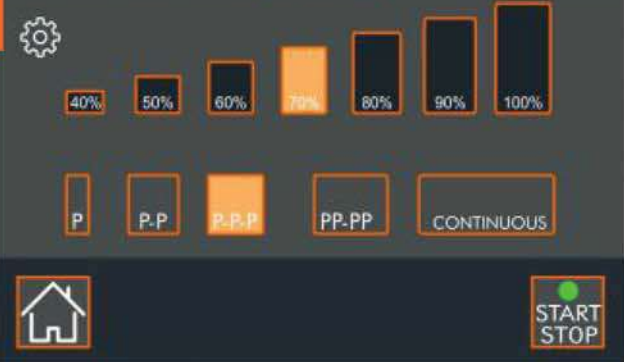 40% 50% 60% 70% 80% 90% 100%
P P-P P-P-P PP-PP CONTINUOUS
START
STOP